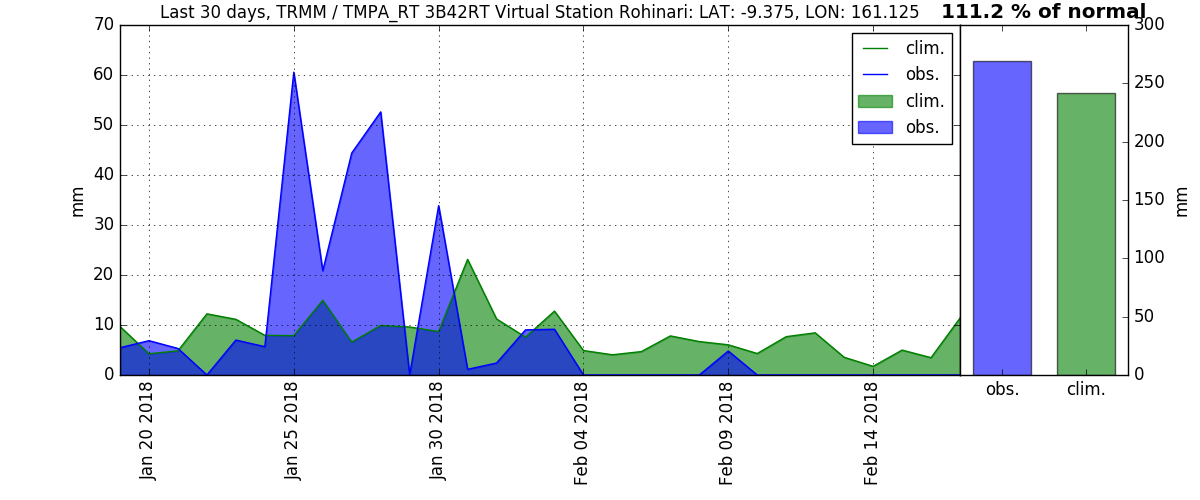 Last 30 days, TRMM / TMPA_RT 3B42RT Virtual Station Rohinari: LAT: -9.375, LON: 161.125
111.2 % of normal
70
60
50
40
30
20
10
0
mm
clim.
obs.
clim.
obs.
Jan 20 2018
Jan 25 2018
Jan 30 2018
Feb 04 2018
Feb 09 2018
Feb 14 2018
300
250
200
150
100
50
0
mm
obs.
clim.